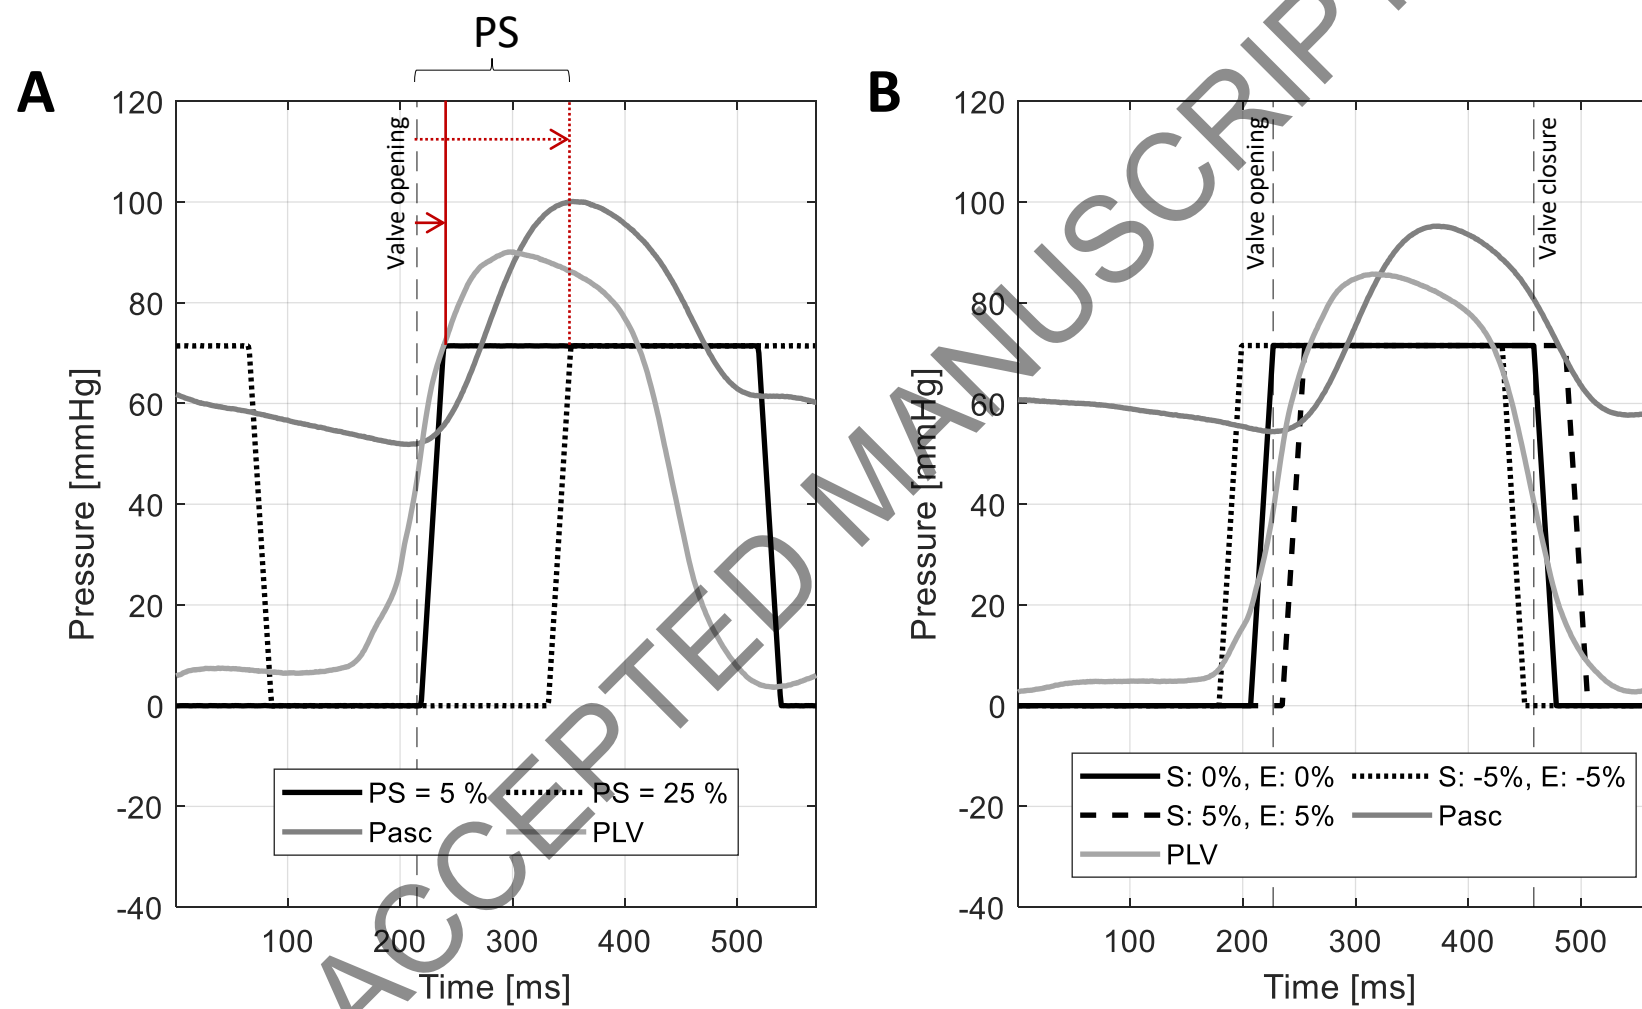 PS
A
B
120
100
80
60
40
20
0
-20
-40
Pressure [mmHg]
Valve opening
PS = 5 %
PS = 25 %
Pasc
PLV
100
200
300
400
500
Time [ms]
120
100
80
60
40
20
0
-20
-40
Pressure [mmHg]
Valve opening
Valve closure
S: 0%, E: 0%
S: -5%, E: -5%
S: 5%, E: 5%
Pasc
PLV
100
200
300
400
500
Time [ms]
ACCEPTED MANUSCRIPT